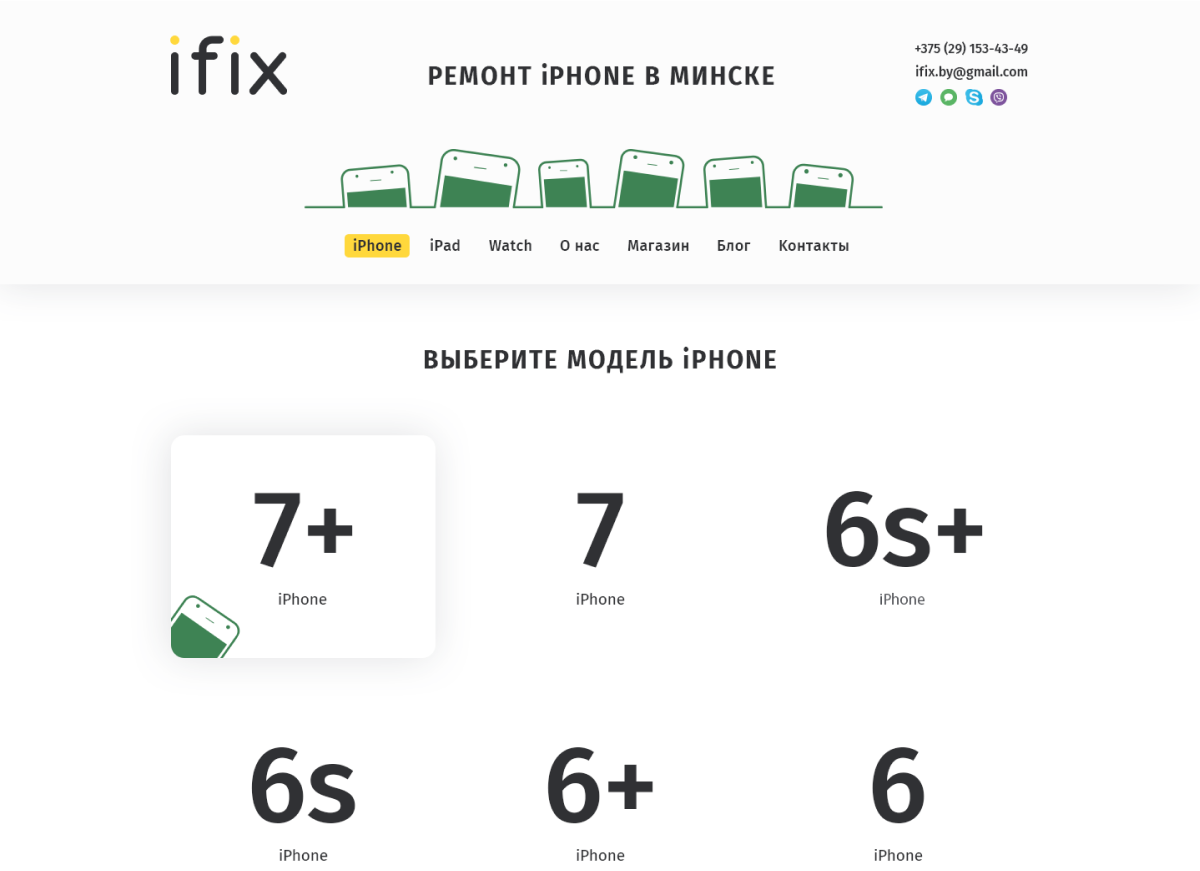 ifix
РЕМОНТ iPHONE В МИНСКЕ
+375 (29) 153-43-49
ifix.by@gmail.com
iPhone iPad Watch О нас Магазин Блог Контакты
ВЫБЕРИТЕ МОДЕЛЬ iPHONE
7+ 7 6s+
iPhone iPhone iPhone
6s 6+ 6
iPhone iPhone iPhone